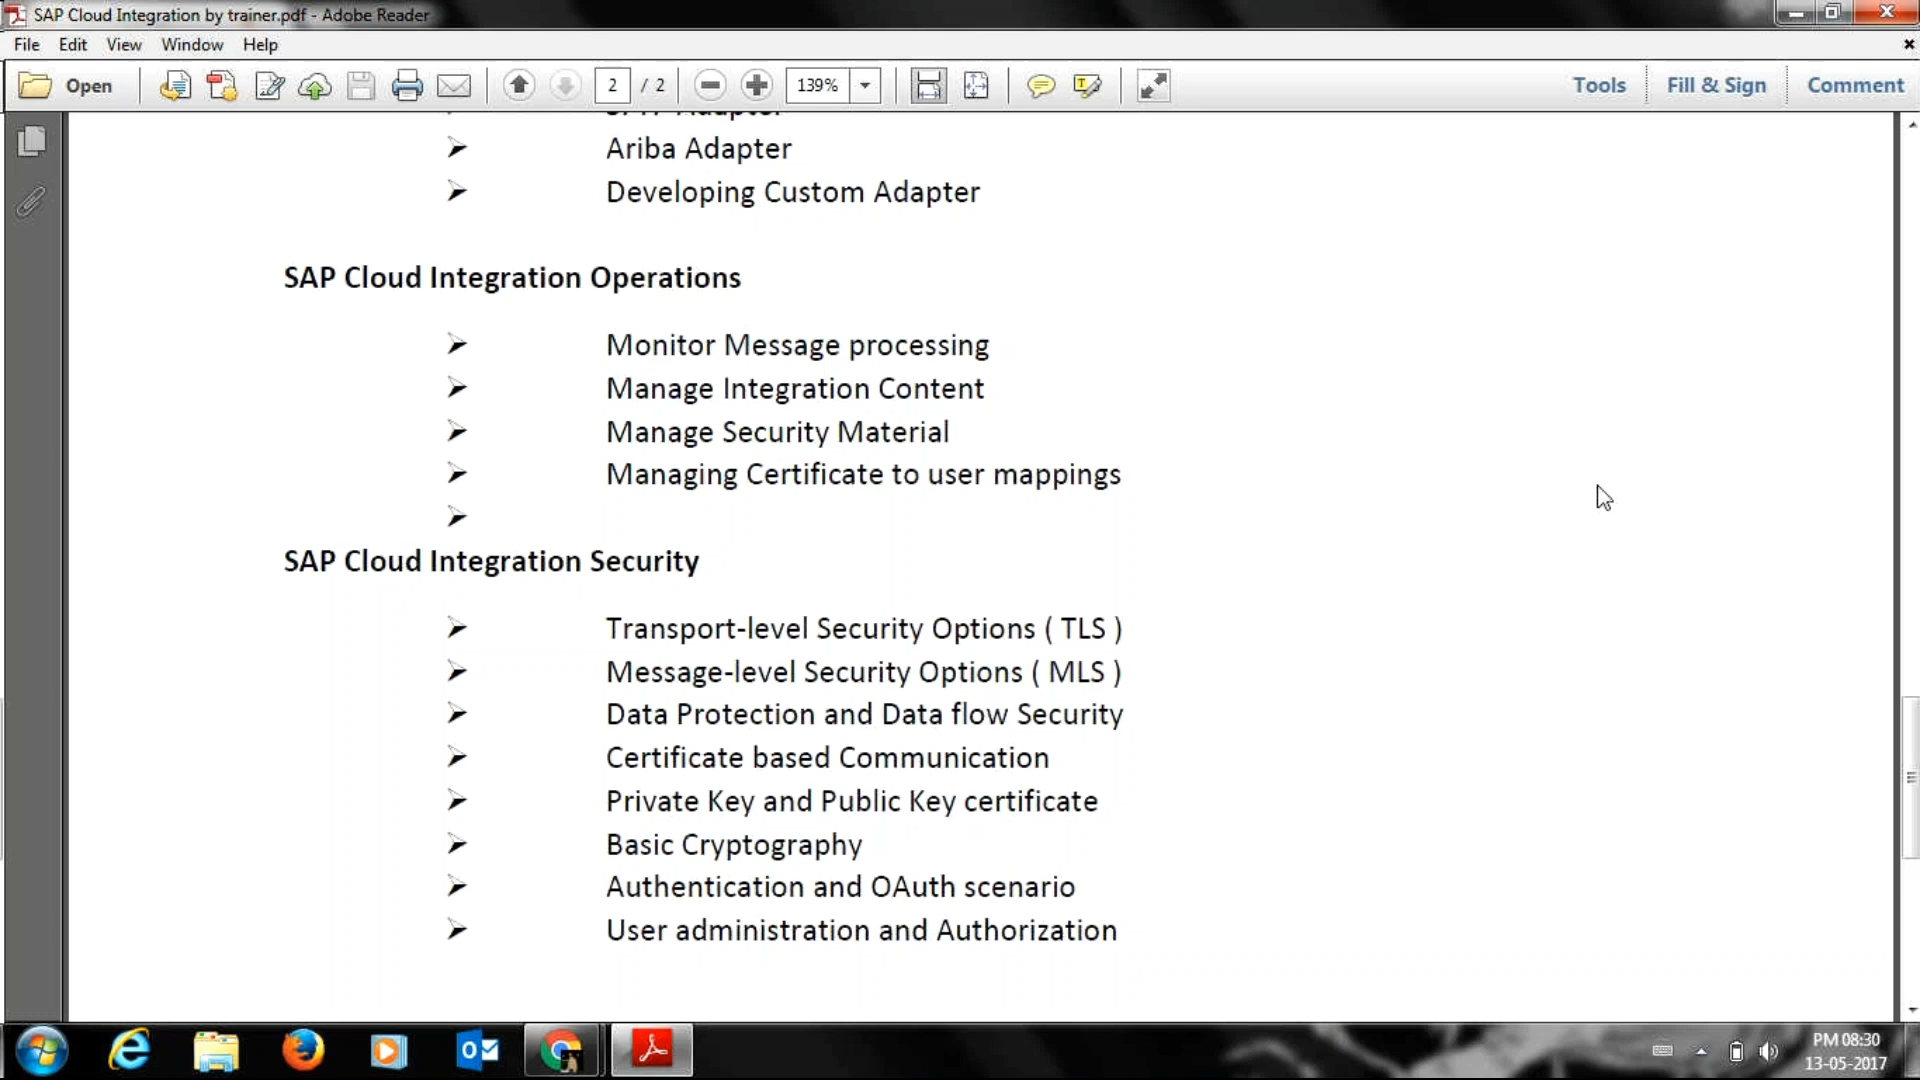 SAP Cloud Integration by trainer.pdf - Adobe Reader
File Edit View Window Help
Open 2 / 2 139% Tools Fill & Sign Comment
Adapter
Ariba Adapter
Developing Custom Adapter
SAP Cloud Integration Operations
Monitor Message processing
Manage Integration Content
Manage Security Material
Managing Certificate to user mappings
SAP Cloud Integration Security
Transport-level Security Options ( TLS )
Message-level Security Options ( MLS )
Data Protection and Data flow Security
Certificate based Communication
Private Key and Public Key certificate
Basic Cryptography
Authentication and OAuth scenario
User administration and Authorization
PM 08:30
13-05-2017